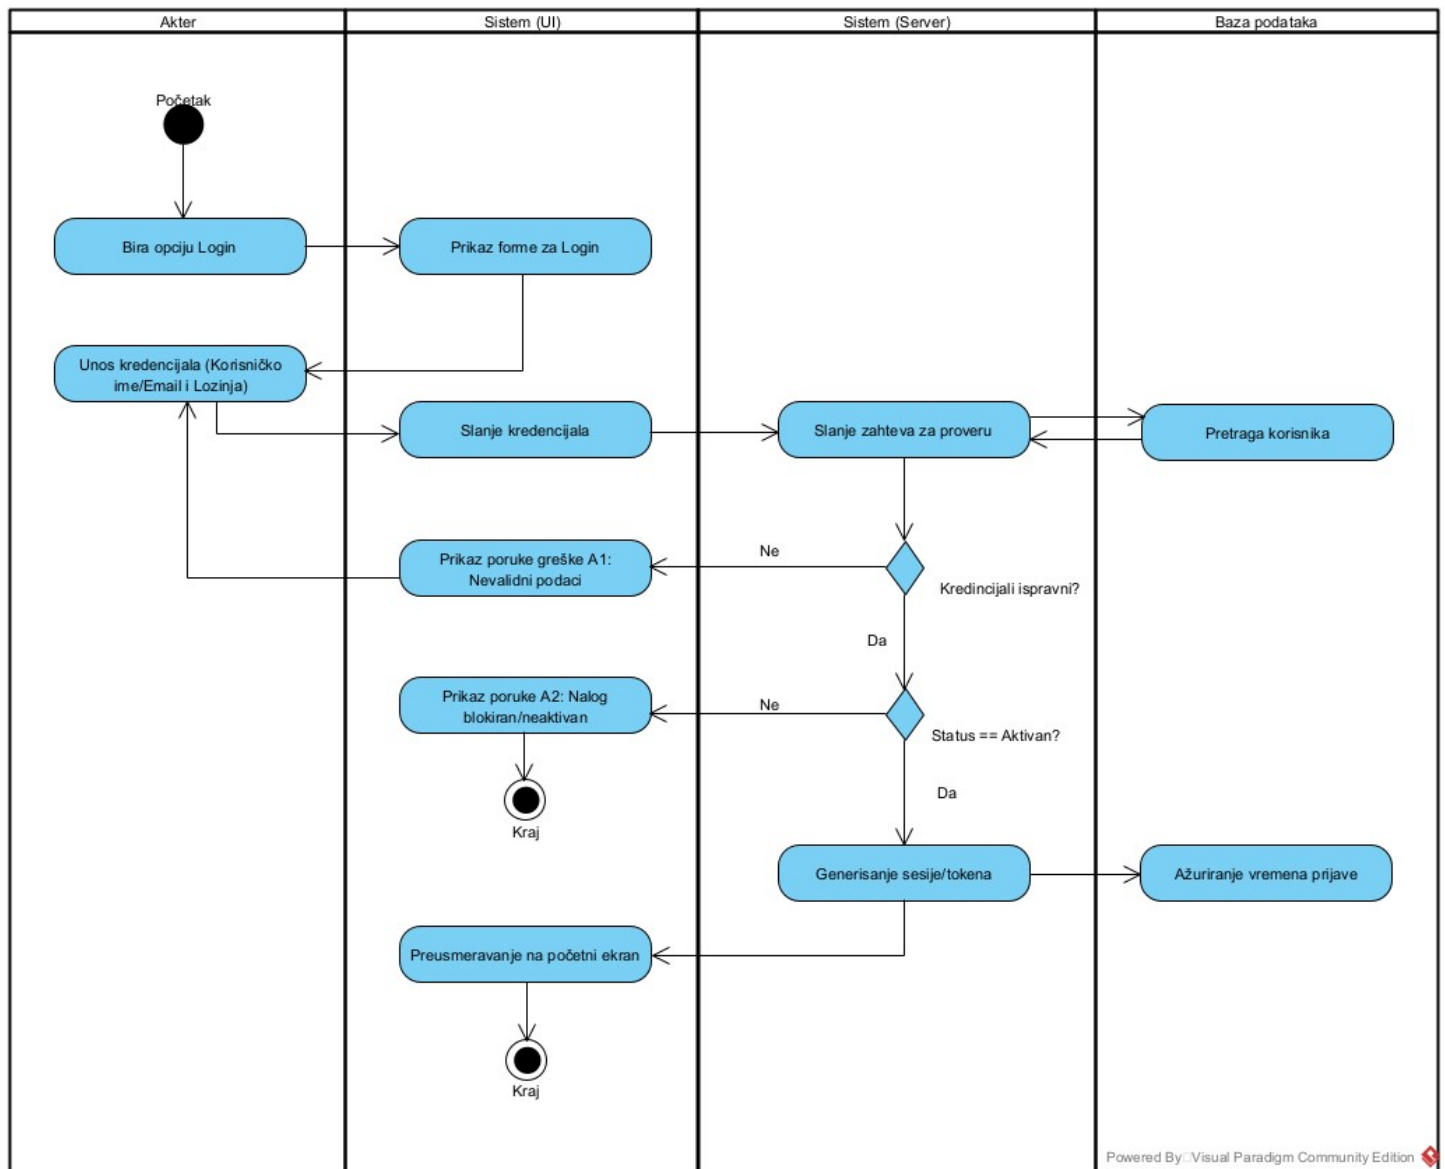 Akter
Sistem (UI)
Sistem (Server)
Baza podataka
Početak
Bira opciju Login
Prikaz forme za Login
Unos kredencijala (Korisničko
ime/Email i Lozinja)
Slanje kredencijala
Slanje zahteva za proveru
Pretraga korisnika
Prikaz poruke greške A1:
Nevalidni podaci
Ne
Kredincijali ispravni?
Da
Prikaz poruke A2: Nalog
blokiran/neaktivan
Ne
Status == Aktivan?
Kraj
Da
Generisanje sesije/tokena
Ažuriranje vremena prijave
Preusmeravanje na početni ekran
Kraj
Powered By Visual Paradigm Community Edition